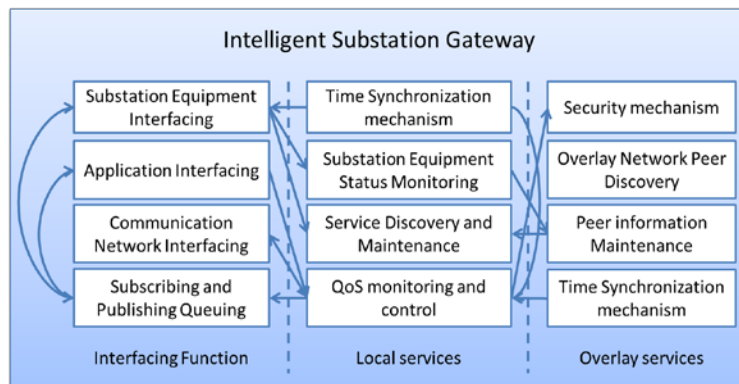 Intelligent Substation Gateway
Substation Equipment
Interfacing
Application Interfacing
Communication
Network Interfacing
Subscribing and
Publishing Queuing
Interfacing Function
Time Synchronization
mechanism
Substation Equipment
Status Monitoring
Service Discovery and
Maintenance
QoS monitoring and
control
Local services
Security mechanism
Overlay Network Peer
Discovery
Peer information
Maintenance
Time Synchronization
mechanism
Overlay services